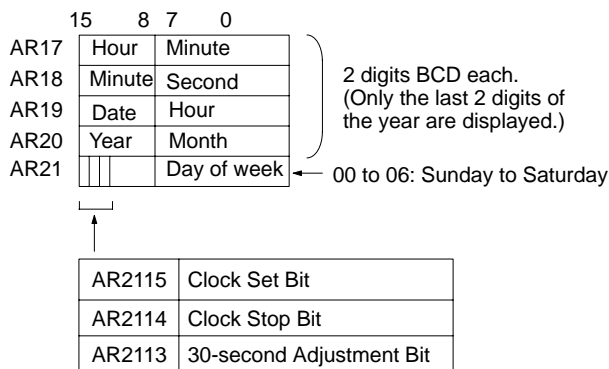 15 8 7 0
AR17 Hour Minute
AR18 Minute Second
AR19 Date Hour
AR20 Year Month
AR21 Day of week
2 digits BCD each.
(Only the last 2 digits of
the year are displayed.)
00 to 06: Sunday to Saturday
AR2115 Clock Set Bit
AR2114 Clock Stop Bit
AR2113 30-second Adjustment Bit